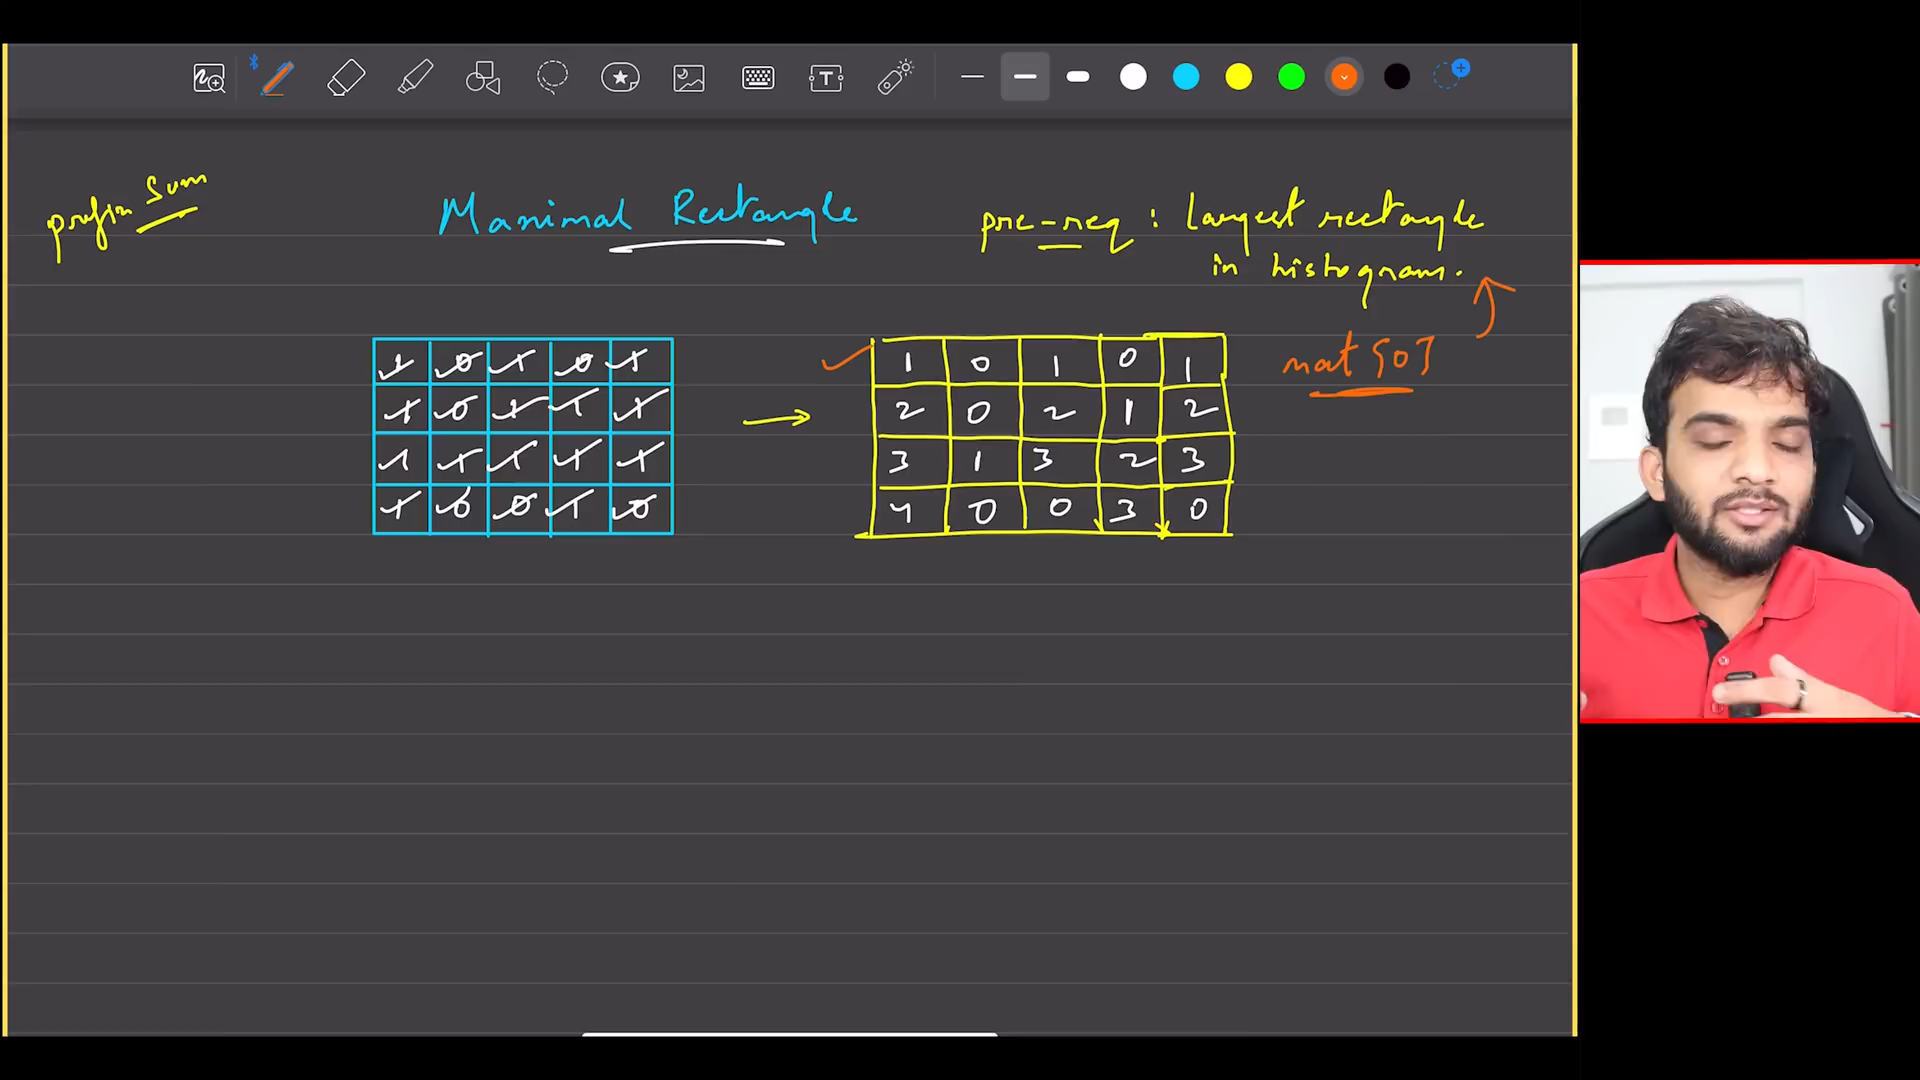 prefix Sum
Maximal Rectangle
pre-req : largest rectangle
in histogram.
mat[0]
1 0 1 0 1
1 0 1 1 1
1 1 1 1 1
1 0 0 1 0
1 0 1 0 1
2 0 2 1 2
3 1 3 2 3
4 0 0 3 0
T